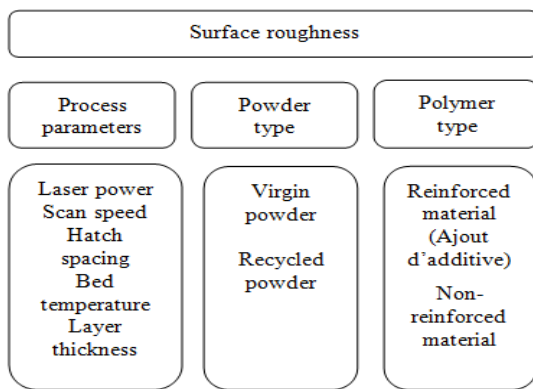 Surface roughness
Process
parameters
Powder
type
Polymer
type
Laser power
Scan speed
Hatch
spacing
Bed
temperature
Layer
thickness
Virgin
powder
Recycled
powder
Reinforced
material
(Ajout
d'additive)
Non-
reinforced
material